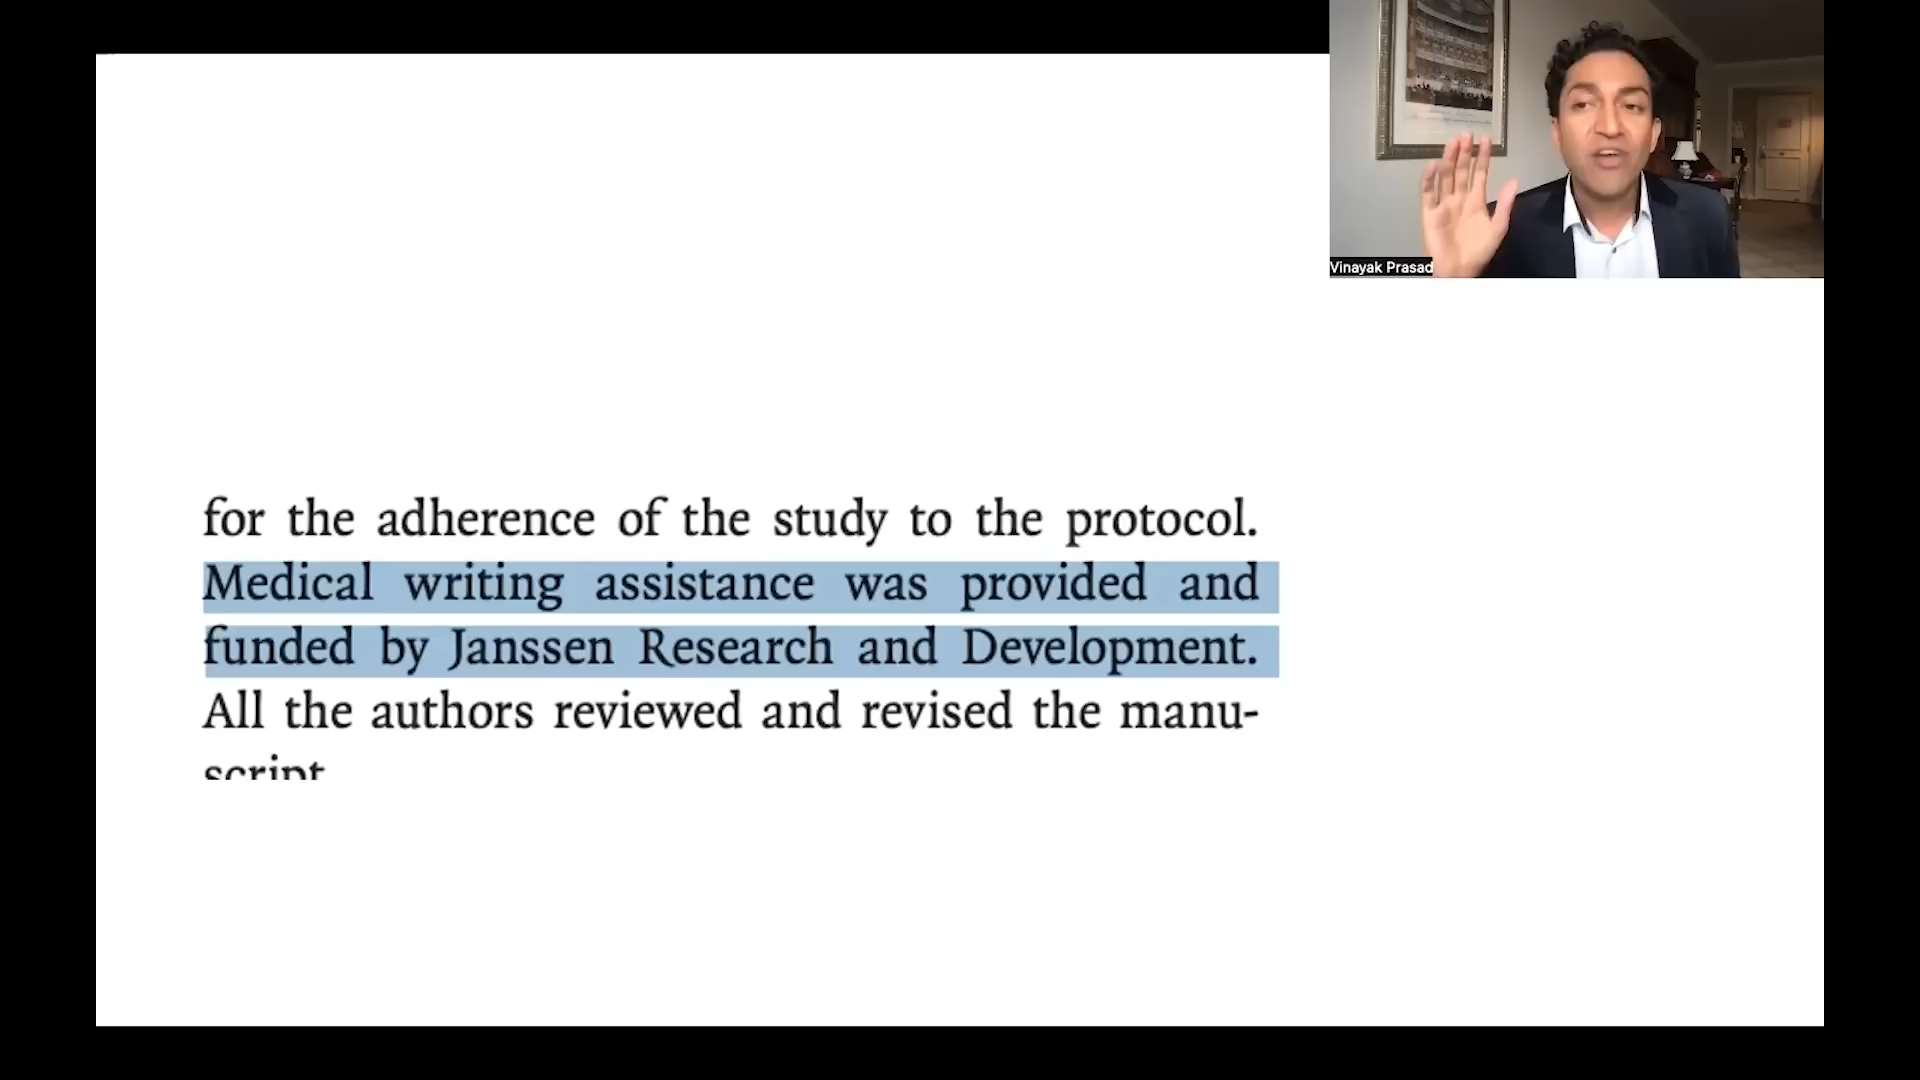 Vinayak Prasad
for the adherence of the study to the protocol.
Medical writing assistance was provided and
funded by Janssen Research and Development.
All the authors reviewed and revised the manu-
script